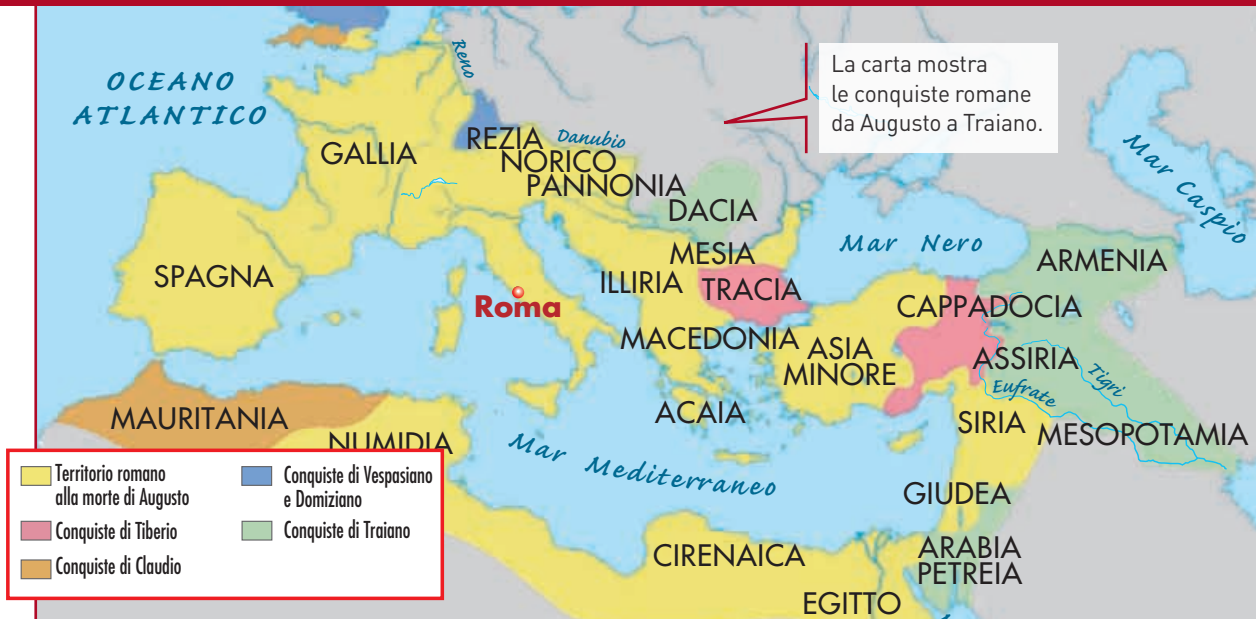 OCEANO
ATLANTICO
Reno
La carta mostra
le conquiste romane
da Augusto a Traiano.
GALLIA
REZIA
Danubio
NORICO
PANNONIA
DACIA
Mar Caspio
MESIA
Mar Nero
ARMENIA
SPAGNA
Roma
ILLIRIA
TRACIA
CAPPADOCIA
MACEDONIA
ASIA
MINORE
ASSIRIA
Tigri
Eufrate
MAURITANIA
ACAIA
SIRIA
MESOPOTAMIA
NUMIDIA
Mar Mediterraneo
GIUDEA
Territorio romano
alla morte di Augusto
Conquiste di Tiberio
Conquiste di Claudio
Conquiste di Vespasiano
e Domiziano
Conquiste di Traiano
CIRENAICA
ARABIA
PETREIA
EGITTO